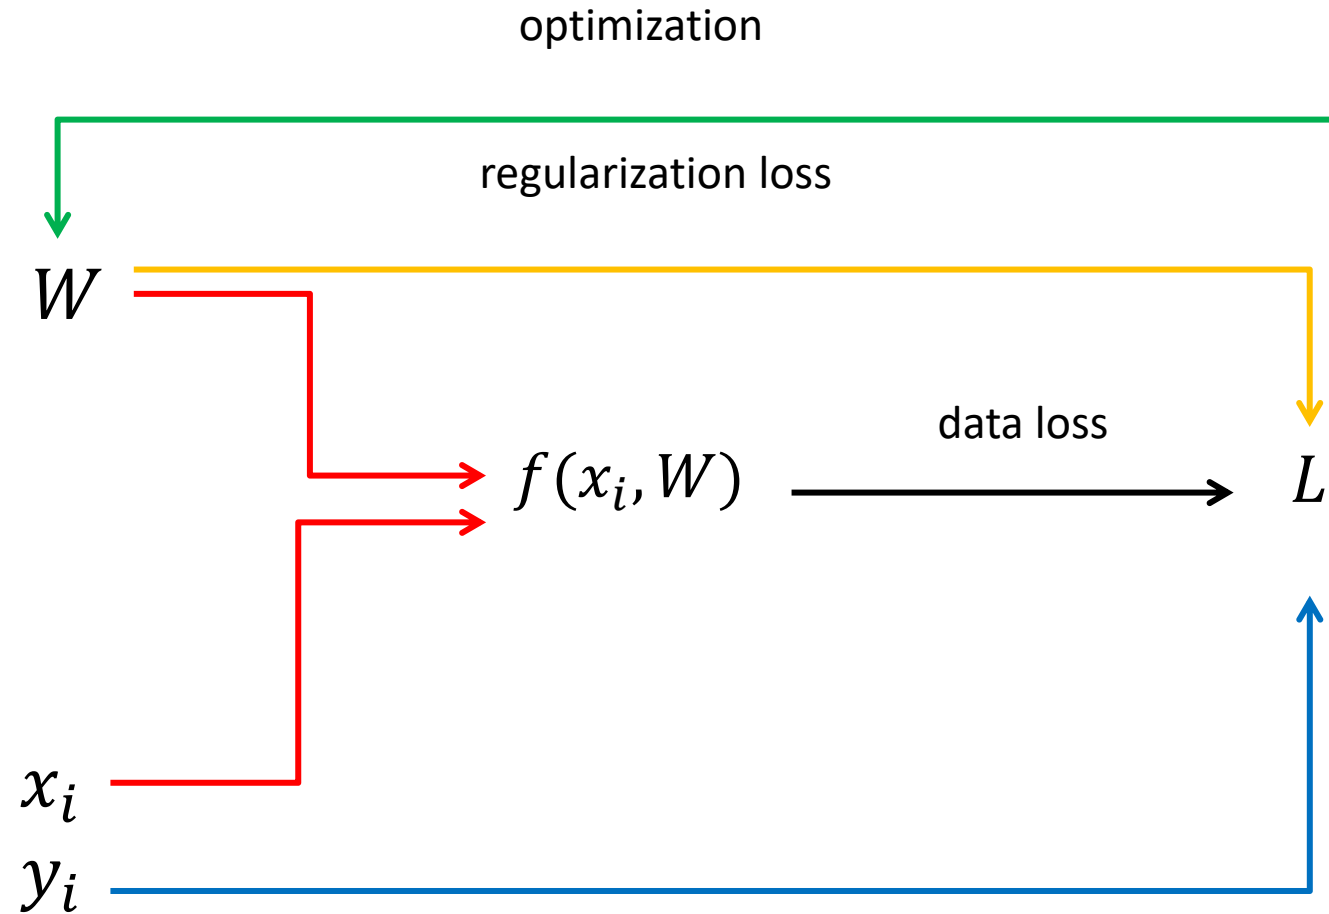 optimization
regularization loss
W
data loss
f(x_i, W)
L
x_i
y_i